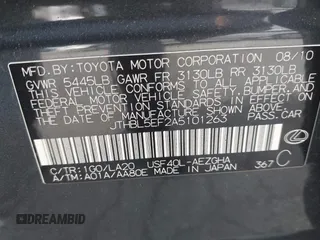 MFD.BY:TOYOTA MOTOR CORPORATION 08/10
GVWR 5445LB GAWR FR 3130LB RR 3130LB
THIS VEHICLE CONFORMS TO ALL APPLICABLE
FEDERAL MOTOR VEHICLE SAFETY, BUMPER, AND
THEFT PREVENTION STANDARDS IN EFFECT ON
THE DATE OF MANUFACTURE SHOWN ABOVE.
JTHBL5EF2A5101263 PASS.CAR
C/TR:1G0/LA20 USF40L-AEZGHA
A/TM:A01A/AA80E MADE IN JAPAN 367C
DREAMBID